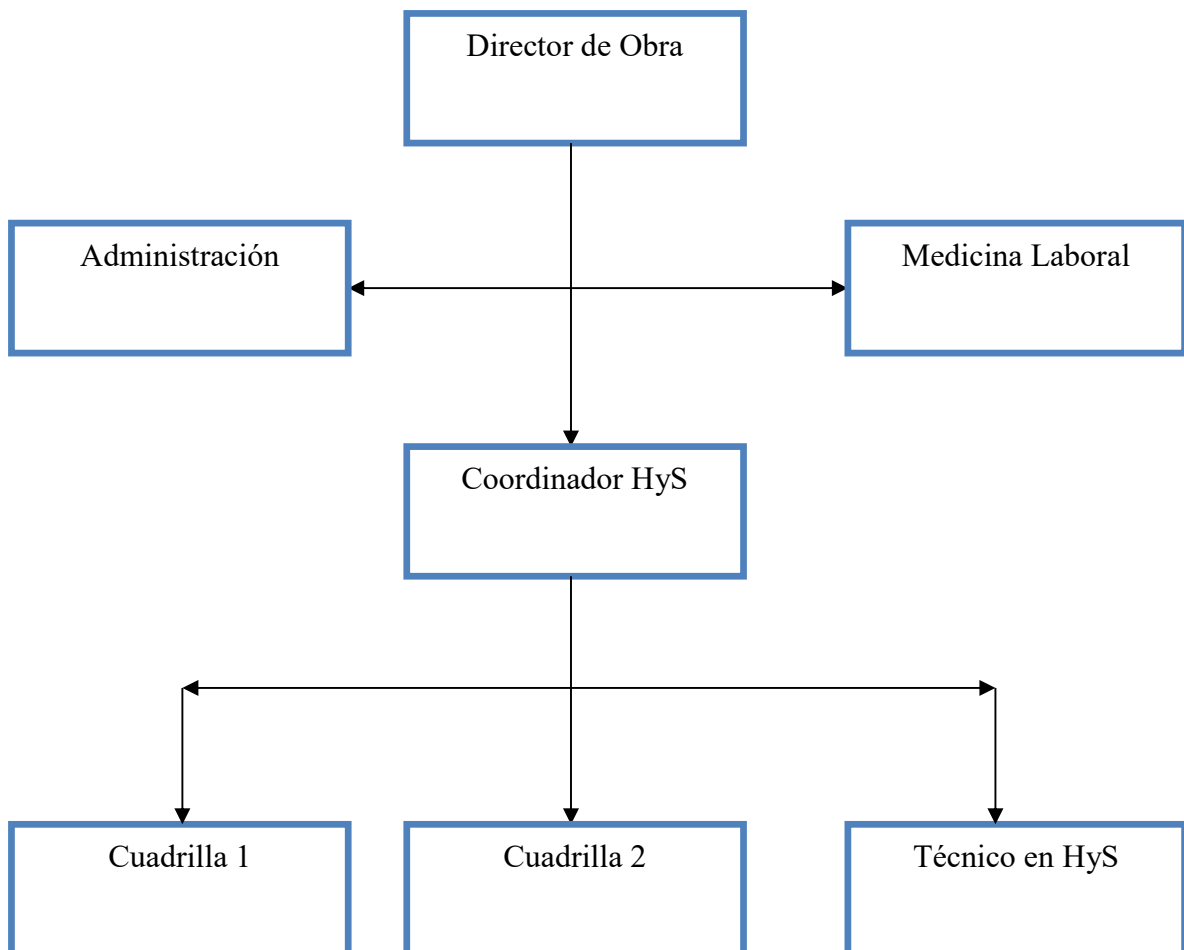 Director de Obra
Administración
Medicina Laboral
Coordinador HyS
Cuadrilla 1
Cuadrilla 2
Técnico en HyS